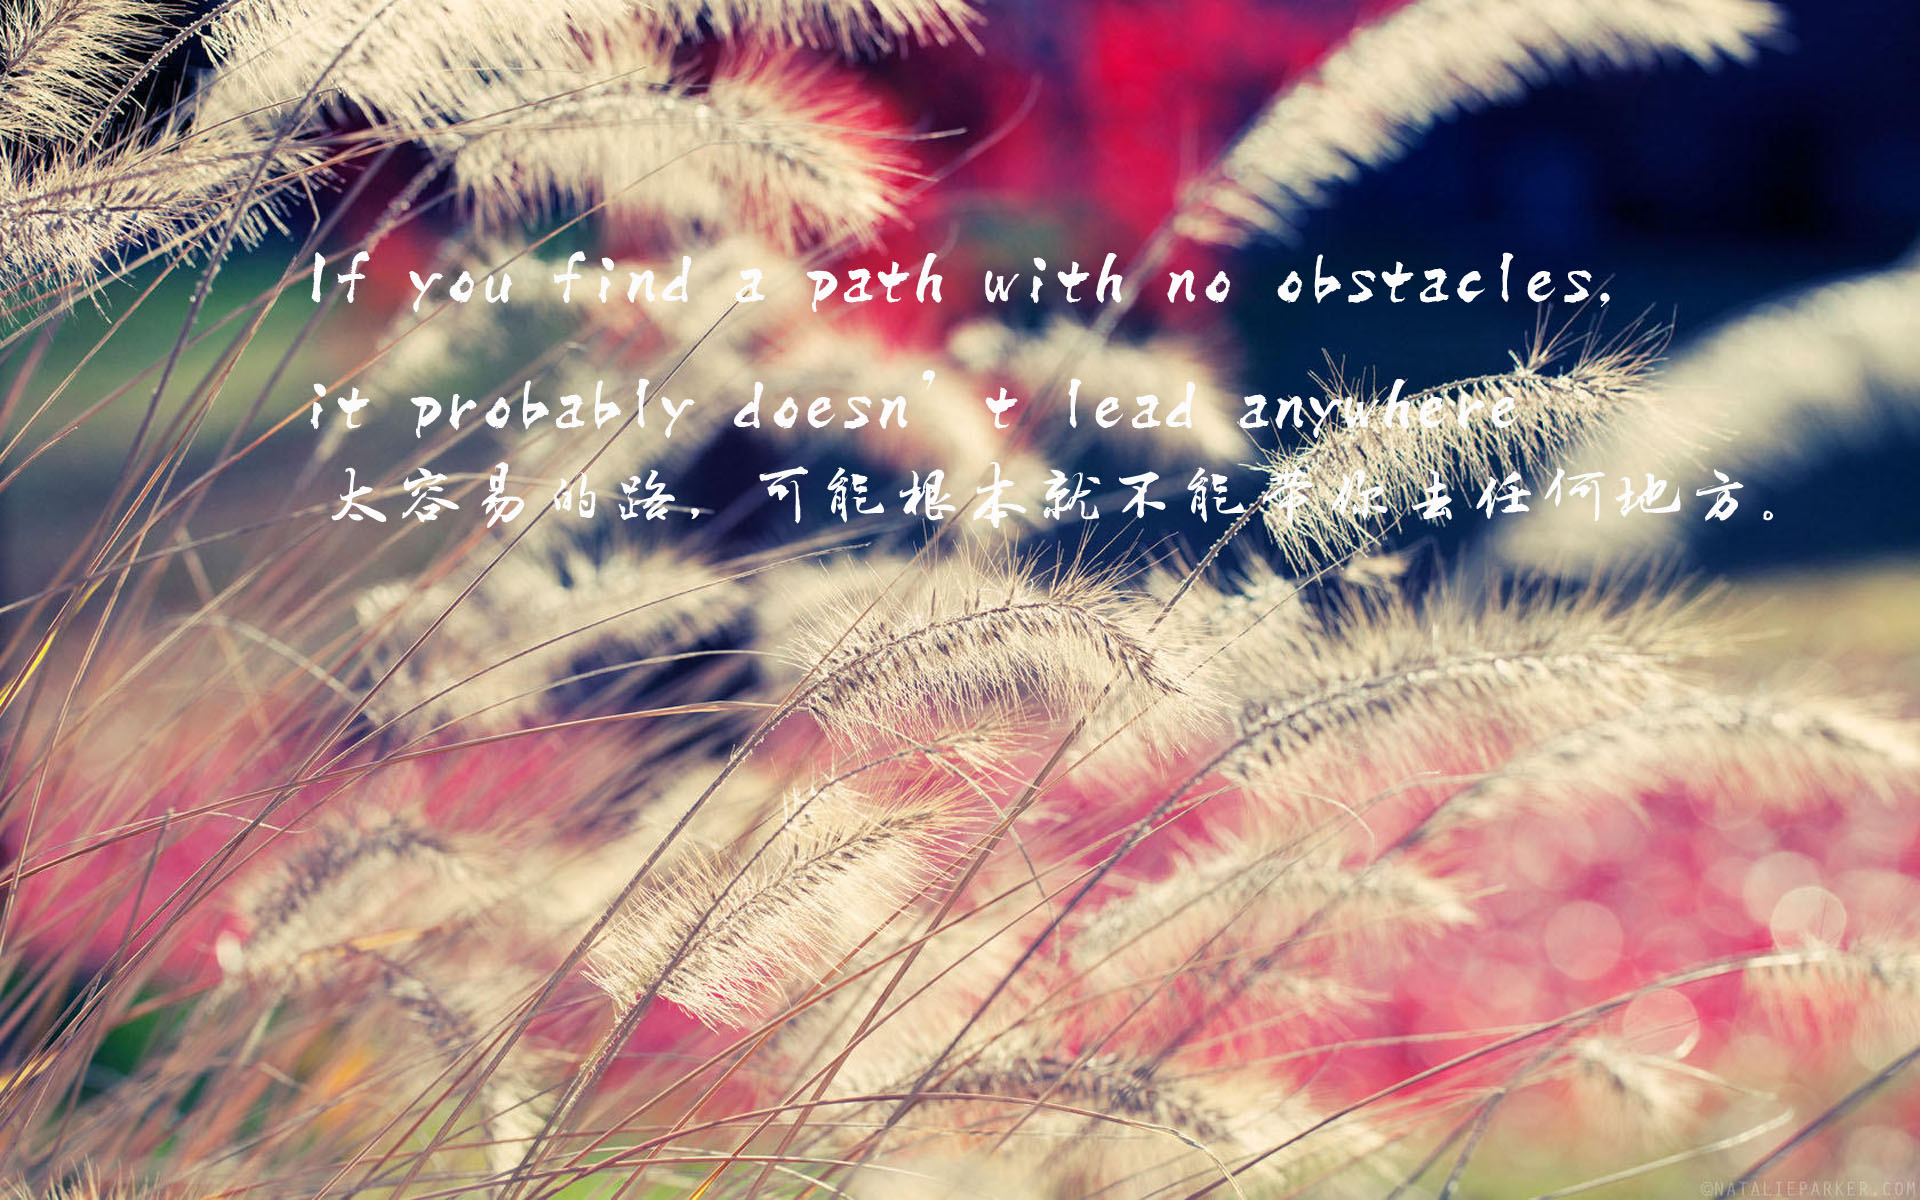 If you find a path with no obstacles,
it probably doesn't lead anywhere
太容易的路,可能根本就不能带你去任何地方。
©NATALIEPARKER.COM